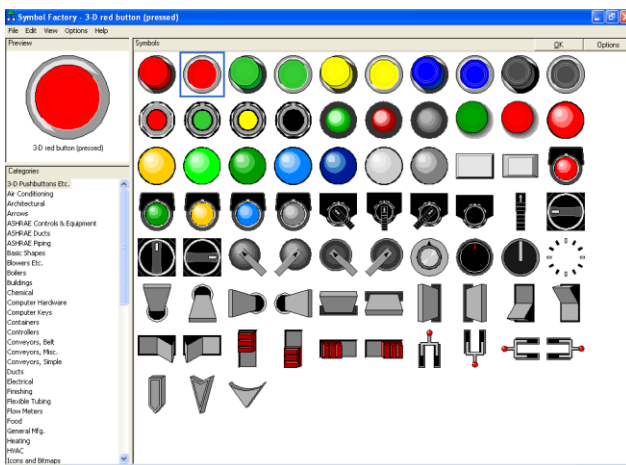 Symbol Factory - 3-D red button (pressed)
File Edit View Options Help
Preview
3-D red button (pressed)
Categories
3-D Pushbuttons Etc.
Air Conditioning
Architectural
Arrows
ASHRAE Controls & Equipment
ASHRAE Ducts
ASHRAE Piping
Basic Shapes
Blowers Etc.
Boilers
Buildings
Chemical
Computer Hardware
Computer Keys
Containers
Controllers
Conveyors, Belt
Conveyors, Misc.
Conveyors, Simple
Ducts
Electrical
Finishing
Flexible Tubing
Flow Meters
Food
General Mfg.
Heating
HVAC
Icons and Bitmaps
Symbols
OK
Options